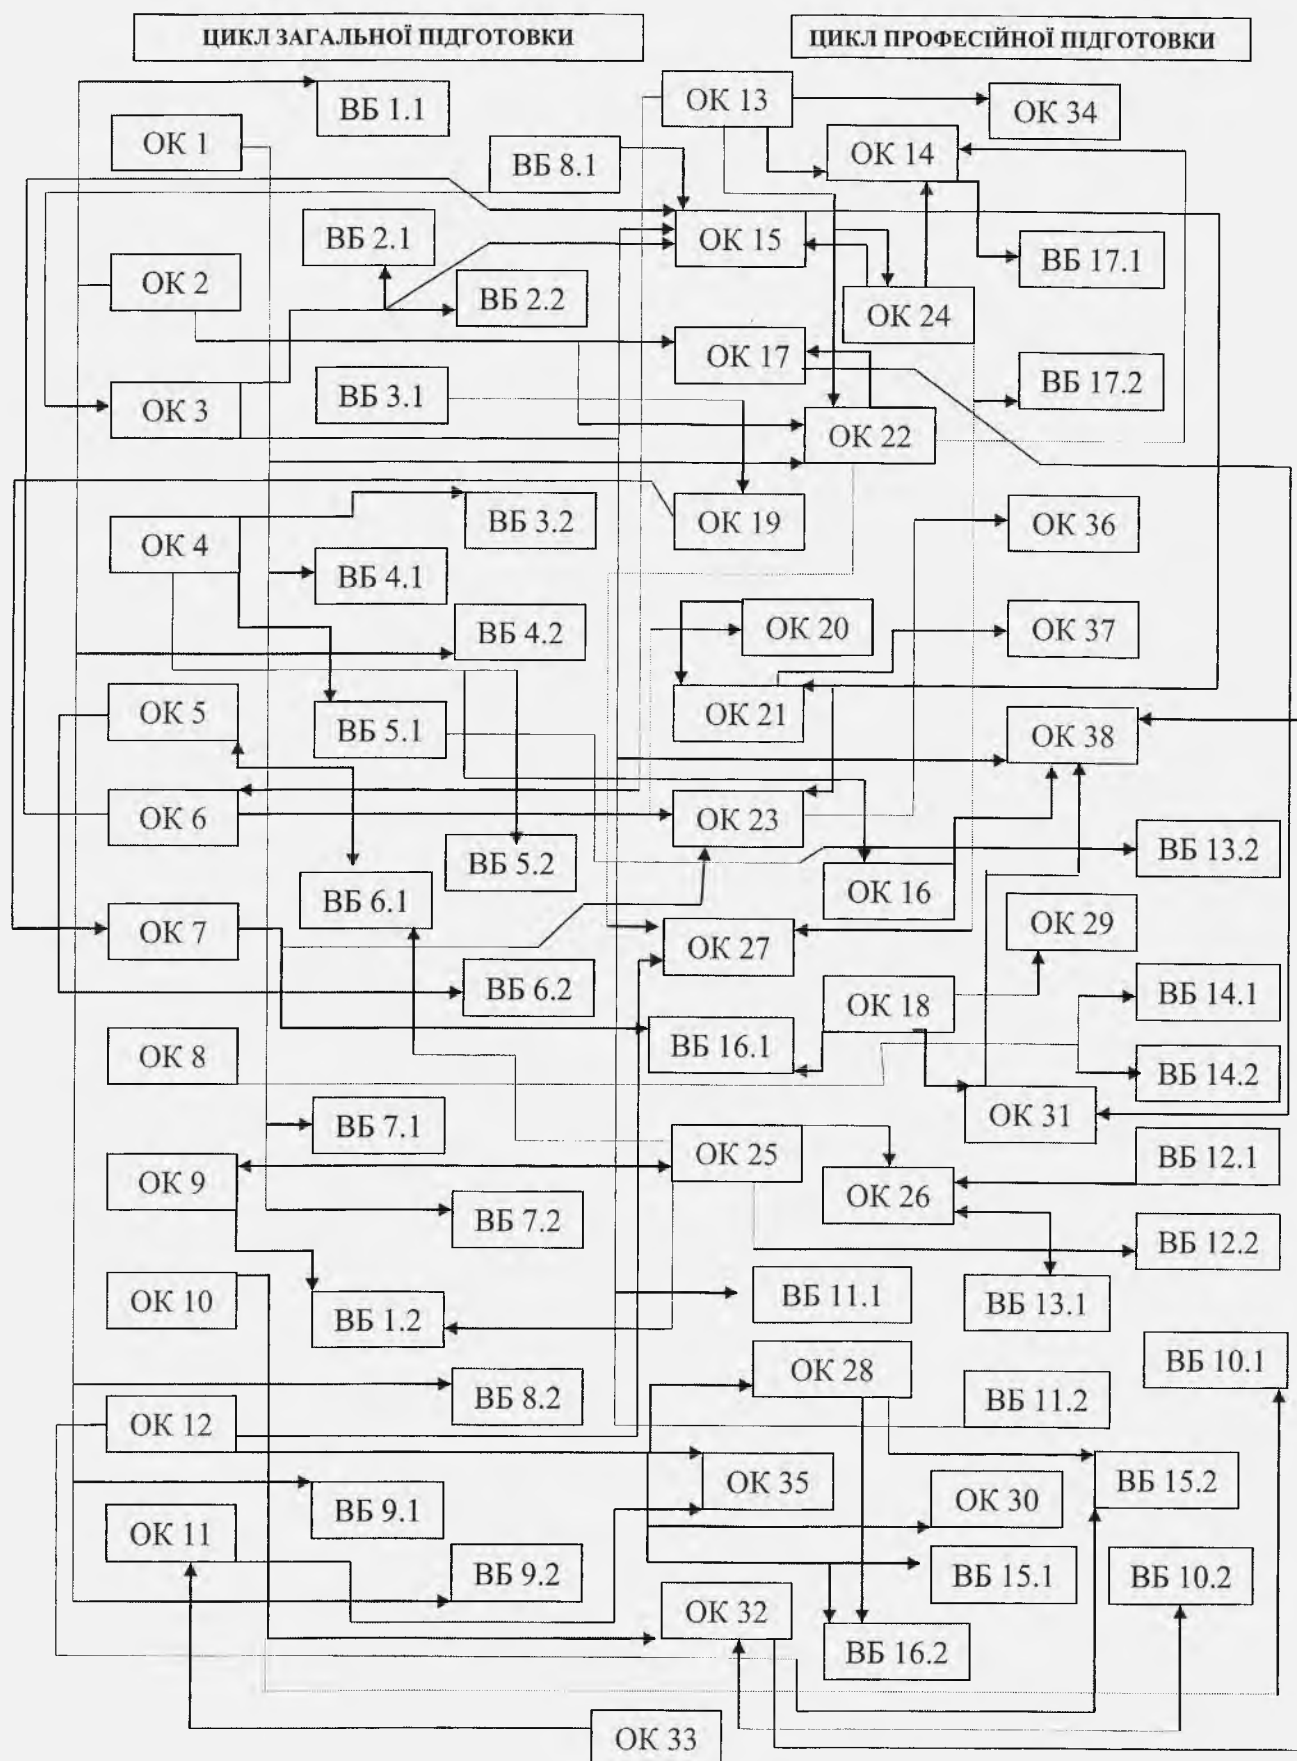 ЦИКЛ ЗАГАЛЬНОЇ ПІДГОТОВКИ
ЦИКЛ ПРОФЕСІЙНОЇ ПІДГОТОВКИ
ВБ 1.1
ОК 13
ОК 34
ОК 1
ВБ 8.1
ОК 14
ВБ 2.1
ОК 15
ВБ 17.1
ОК 2
ВБ 2.2
ОК 24
ОК 17
ВБ 17.2
ОК 3
ВБ 3.1
ОК 22
ВБ 3.2
ОК 19
ОК 36
ОК 4
ВБ 4.1
ВБ 4.2
ОК 20
ОК 37
ОК 5
ВБ 5.1
ОК 21
ОК 38
ОК 6
ВБ 5.2
ОК 23
ВБ 13.2
ВБ 6.1
ОК 16
ОК 29
ОК 7
ОК 27
ВБ 6.2
ОК 18
ВБ 14.1
ОК 8
ВБ 16.1
ВБ 14.2
ВБ 7.1
ОК 31
ОК 25
ВБ 12.1
ОК 9
ОК 26
ВБ 7.2
ВБ 12.2
ОК 10
ВБ 1.2
ВБ 11.1
ВБ 13.1
ВБ 10.1
ВБ 8.2
ОК 28
ВБ 11.2
ОК 12
ОК 35
ВБ 15.2
ВБ 9.1
ОК 30
ОК 11
ВБ 9.2
ВБ 15.1
ВБ 10.2
ОК 32
ВБ 16.2
ОК 33